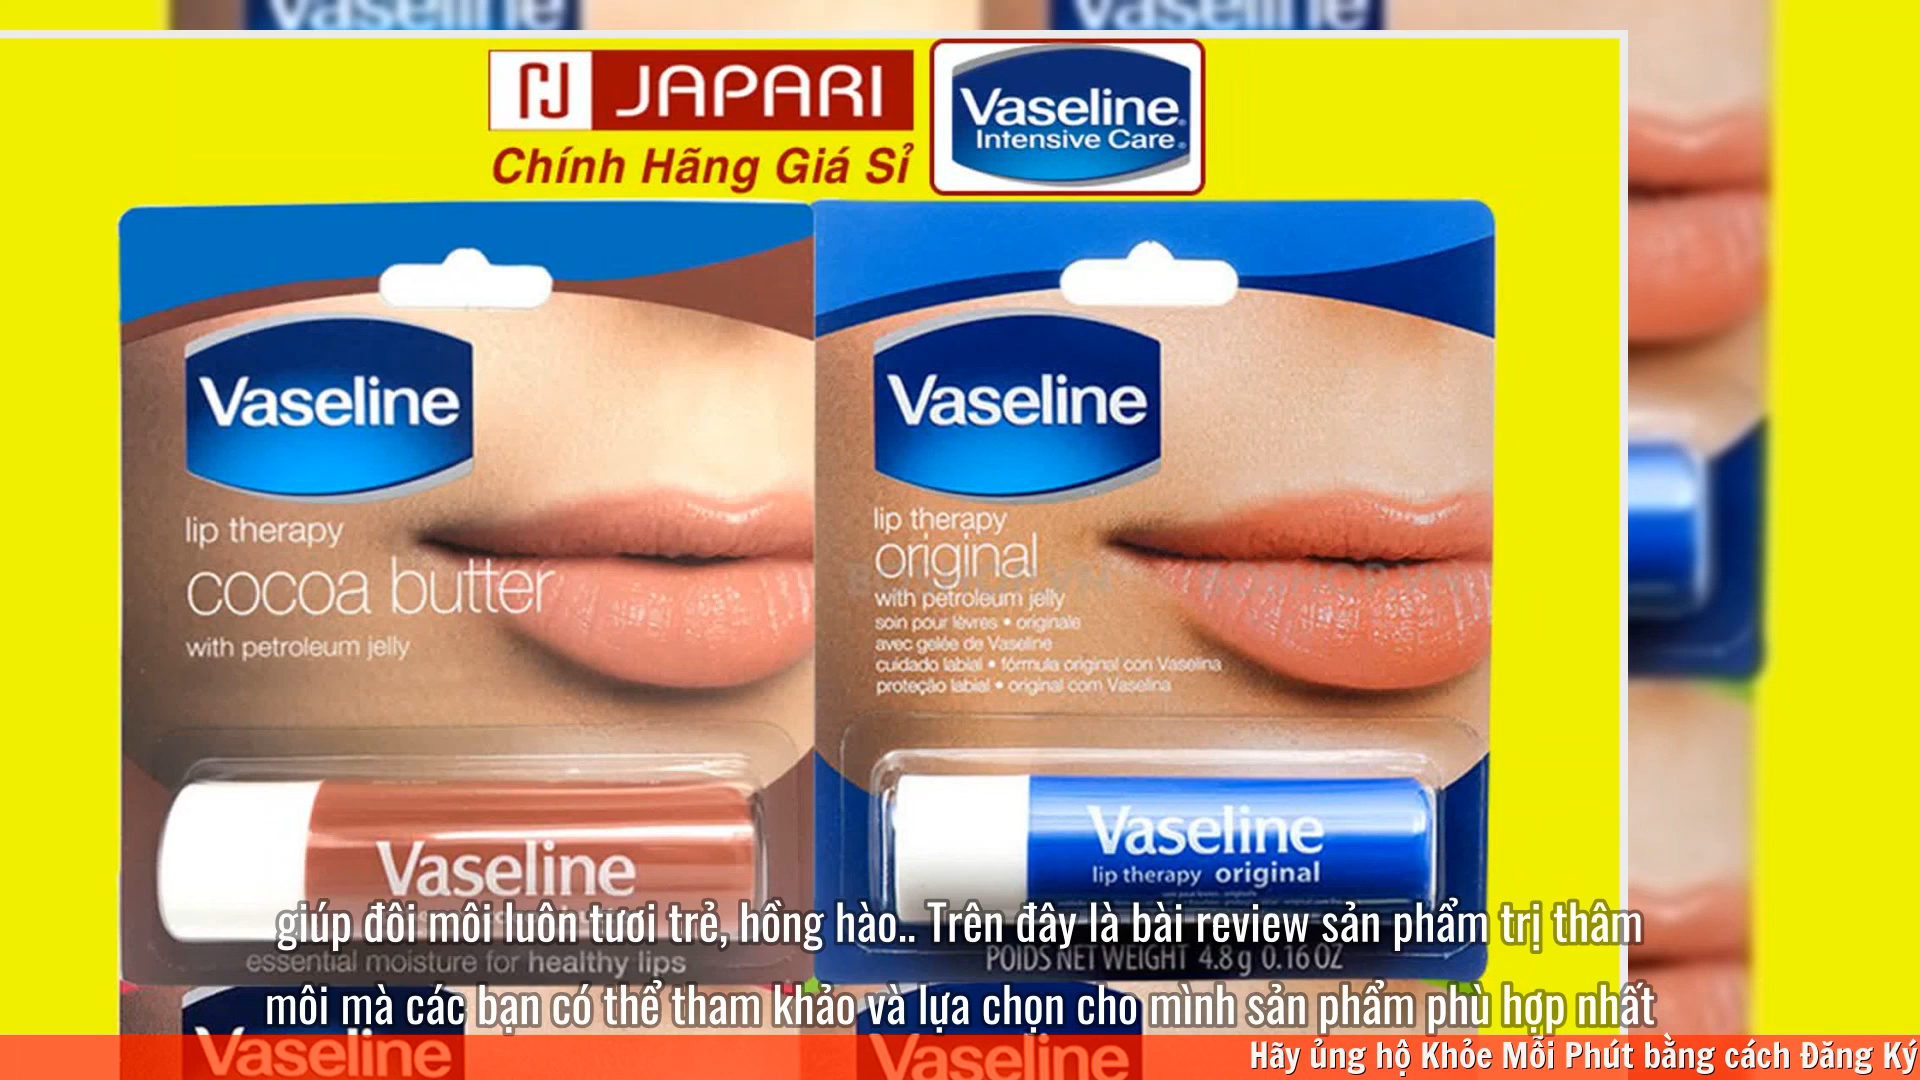 Vaseline
Vaseline
JAPARI
Chính Hãng Giá Sỉ
Vaseline
Intensive Care
Vaseline
lip therapy
cocoa butter
with petroleum jelly
Vaseline
essential moisture for healthy lips
Vaseline
lip therapy
original
with petroleum jelly
soin pour lèvres • originale
avec gelée de Vaseline
cuidado labial • fórmula original con Vaselina
proteção labial • original com Vaselina
Vaseline
lip therapy original
POIDS NET WEIGHT 4.8 g 0.16 OZ
giúp đôi môi luôn tươi trẻ, hồng hào.. Trên đây là bài review sản phẩm trị thâm
môi mà các bạn có thể tham khảo và lựa chọn cho mình sản phẩm phù hợp nhất
Vaseline
Vaseline
Hãy ủng hộ Khỏe Mỗi Phút bằng cách Đăng Ký